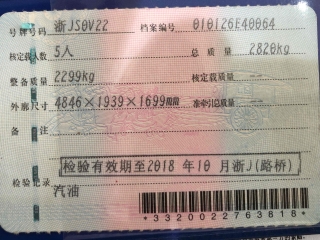 号牌号码 浙JS0V22 档案编号 010126E40064
核定载人数 5人 总质量 2820kg
整备质量 2299kg 核定载质量 --
外廓尺寸 4846×1939×1699mm 准牵引总质量 --
备注
检验有效期至2018年10月浙J(路桥)
检验记录
汽油
*3320022763818*